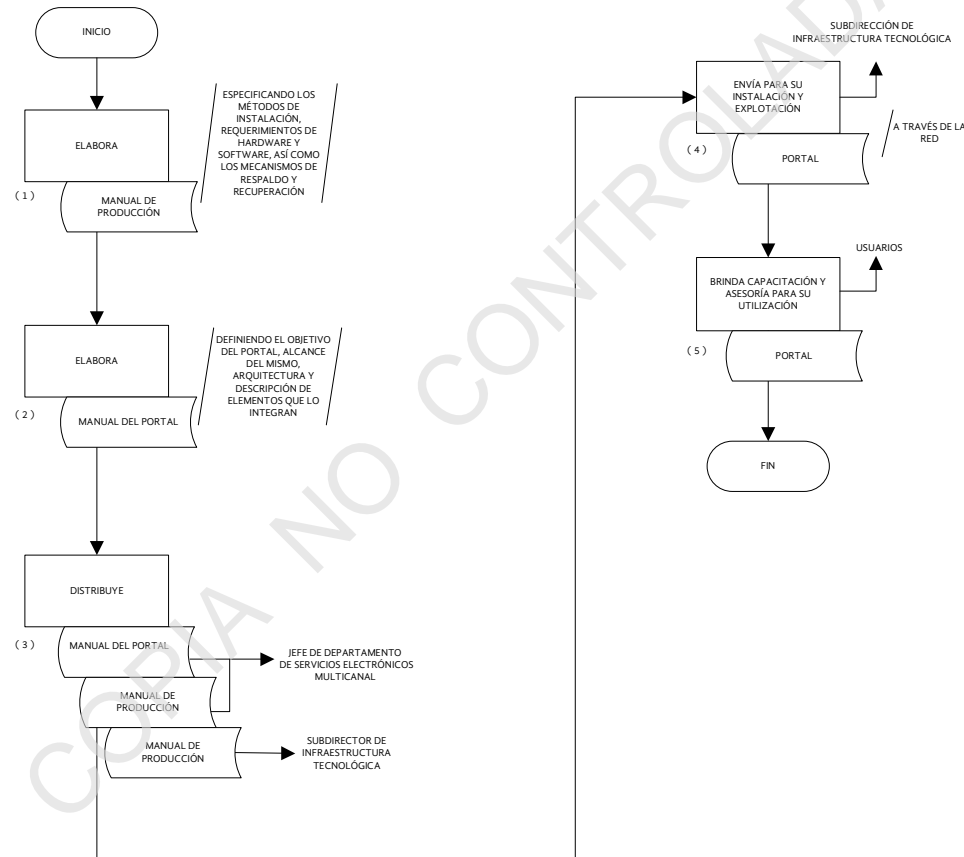 INICIO
ELABORA
( 1 )
MANUAL DE
PRODUCCIÓN
ESPECIFICANDO LOS
MÉTODOS DE
INSTALACIÓN,
REQUERIMIENTOS DE
HARDWARE Y
SOFTWARE, ASÍ COMO
LOS MECANISMOS DE
RESPALDO Y
RECUPERACIÓN
ELABORA
( 2 )
MANUAL DEL PORTAL
DEFINIENDO EL OBJETIVO
DEL PORTAL, ALCANCE
DEL MISMO,
ARQUITECTURA Y
DESCRIPCIÓN DE
ELEMENTOS QUE LO
INTEGRAN
DISTRIBUYE
( 3 )
MANUAL DEL PORTAL
MANUAL DE
PRODUCCIÓN
JEFE DE DEPARTAMENTO
DE SERVICIOS ELECTRÓNICOS
MULTICANAL
MANUAL DE
PRODUCCIÓN
SUBDIRECTOR DE
INFRAESTRUCTURA
TECNOLÓGICA
SUBDIRECCIÓN DE
INFRAESTRUCTURA TECNOLÓGICA
ENVÍA PARA SU
INSTALACIÓN Y
EXPLOTACIÓN
( 4 )
PORTAL
A TRAVÉS DE LA
RED
USUARIOS
BRINDA CAPACITACIÓN Y
ASESORÍA PARA SU
UTILIZACIÓN
( 5 )
PORTAL
FIN
COPIA NO CONTROLADA